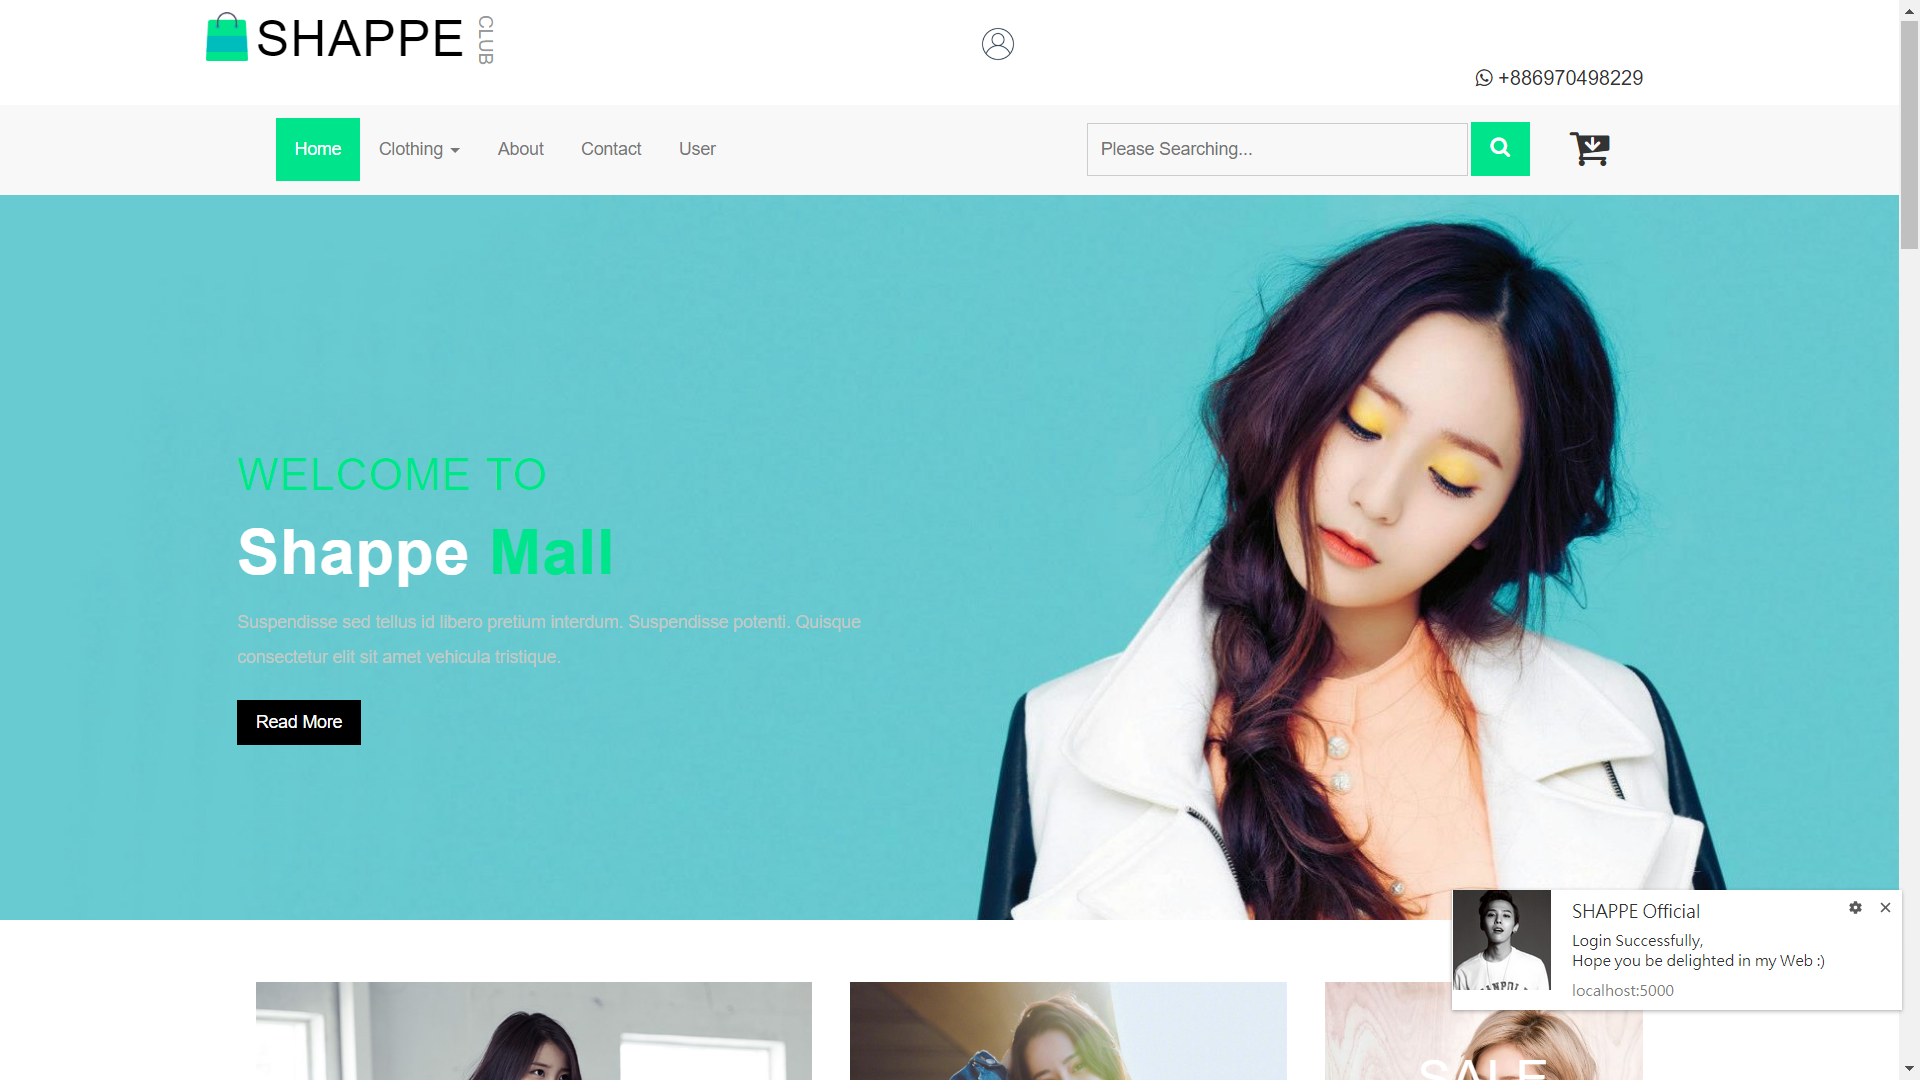 SHAPPE CLUB
+886970498229
Home Clothing About Contact User Please Searching...
WELCOME TO
Shappe Mall
Suspendisse sed tellus id libero pretium interdum. Suspendisse potenti. Quisque
consectetur elit sit amet vehicula tristique.
Read More
SHAPPE Official
Login Successfully,
Hope you be delighted in my Web :)
localhost:5000
SALE